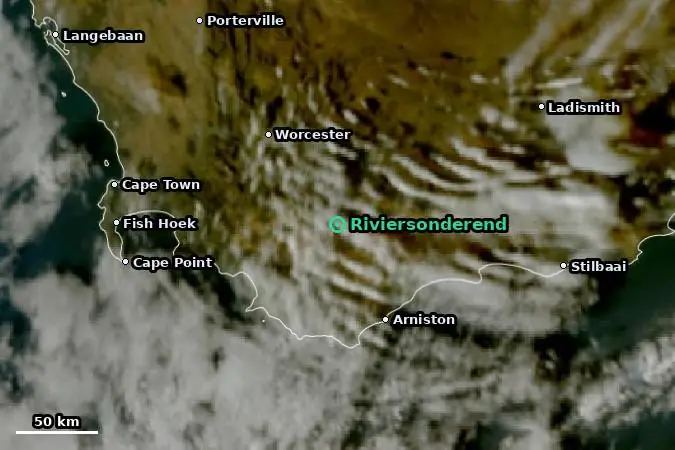 Porterville
Langebaan
Ladismith
Worcester
Cape Town
Fish Hoek
Riviersonderend
Cape Point
Stilbaai
Arniston
50 km